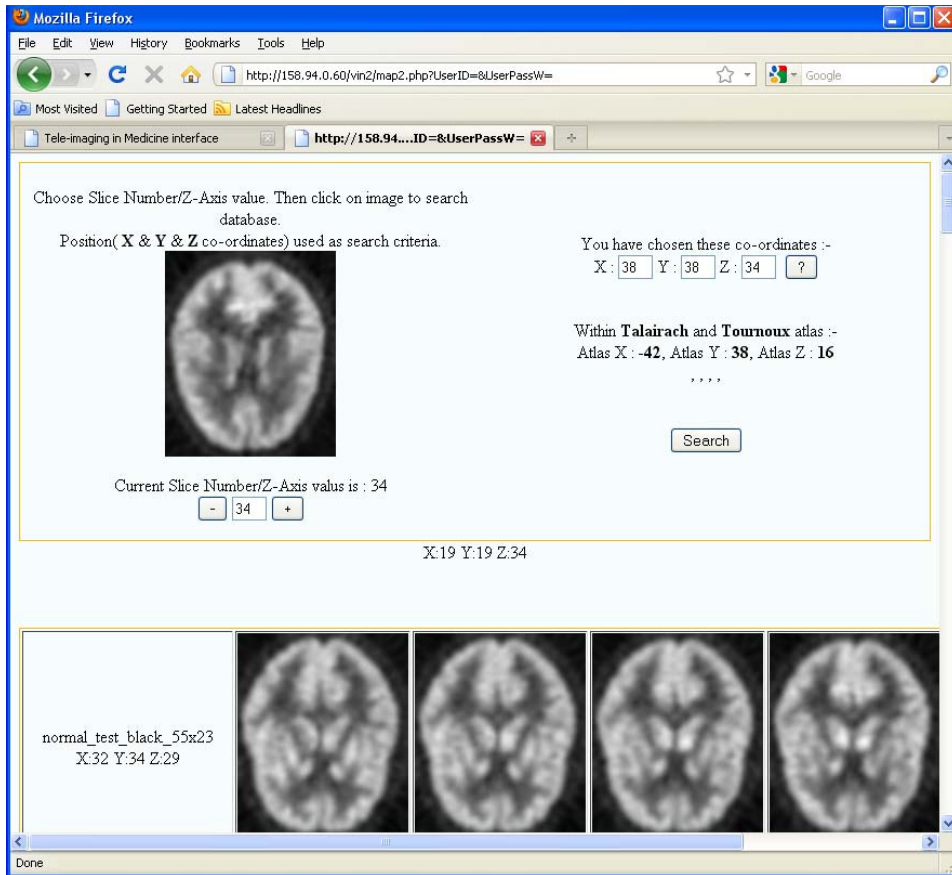 Mozilla Firefox
File Edit View History Bookmarks Tools Help
http://158.94.0.60/vin2/map2.php?UserID=&UserPassW=
Google
Most Visited Getting Started Latest Headlines
Tele-imaging in Medicine interface
http://158.94....ID=&UserPassW=
Choose Slice Number/Z-Axis value. Then click on image to search
database.
Position( X & Y & Z co-ordinates) used as search criteria.
You have chosen these co-ordinates :-
X : 38 Y : 38 Z : 34 ?
Within Talairach and Tournoux atlas :-
Atlas X : -42, Atlas Y : 38, Atlas Z : 16
, , , ,
Search
Current Slice Number/Z-Axis valus is : 34
- 34 +
X:19 Y:19 Z:34
normal_test_black_55x23
X:32 Y:34 Z:29
Done